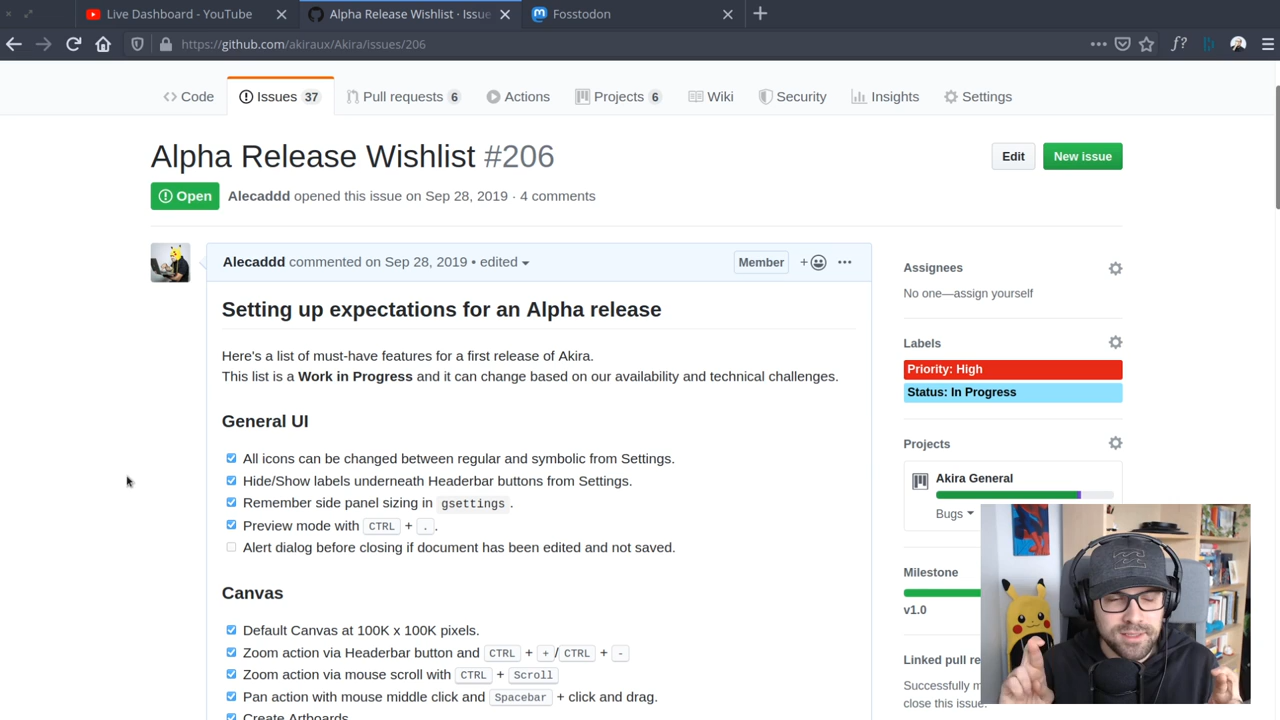 Live Dashboard - YouTube
Alpha Release Wishlist · Issue
Fosstodon
https://github.com/akiraux/Akira/issues/206
f?
Code
Issues 37
Pull requests 6
Actions
Projects 6
Wiki
Security
Insights
Settings
Alpha Release Wishlist #206
Edit
New issue
Open
Alecaddd opened this issue on Sep 28, 2019 · 4 comments
Alecaddd commented on Sep 28, 2019 • edited
Member
Setting up expectations for an Alpha release
Here's a list of must-have features for a first release of Akira.
This list is a Work in Progress and it can change based on our availability and technical challenges.
General UI
All icons can be changed between regular and symbolic from Settings.
Hide/Show labels underneath Headerbar buttons from Settings.
Remember side panel sizing in gsettings.
Preview mode with CTRL + . .
Alert dialog before closing if document has been edited and not saved.
Canvas
Default Canvas at 100K x 100K pixels.
Zoom action via Headerbar button and CTRL + + / CTRL + -
Zoom action via mouse scroll with CTRL + Scroll
Pan action with mouse middle click and Spacebar + click and drag.
Create Artboards
Assignees
No one—assign yourself
Labels
Priority: High
Status: In Progress
Projects
Akira General
Bugs
Milestone
v1.0
Linked pull re
Successfully m
close this issue.